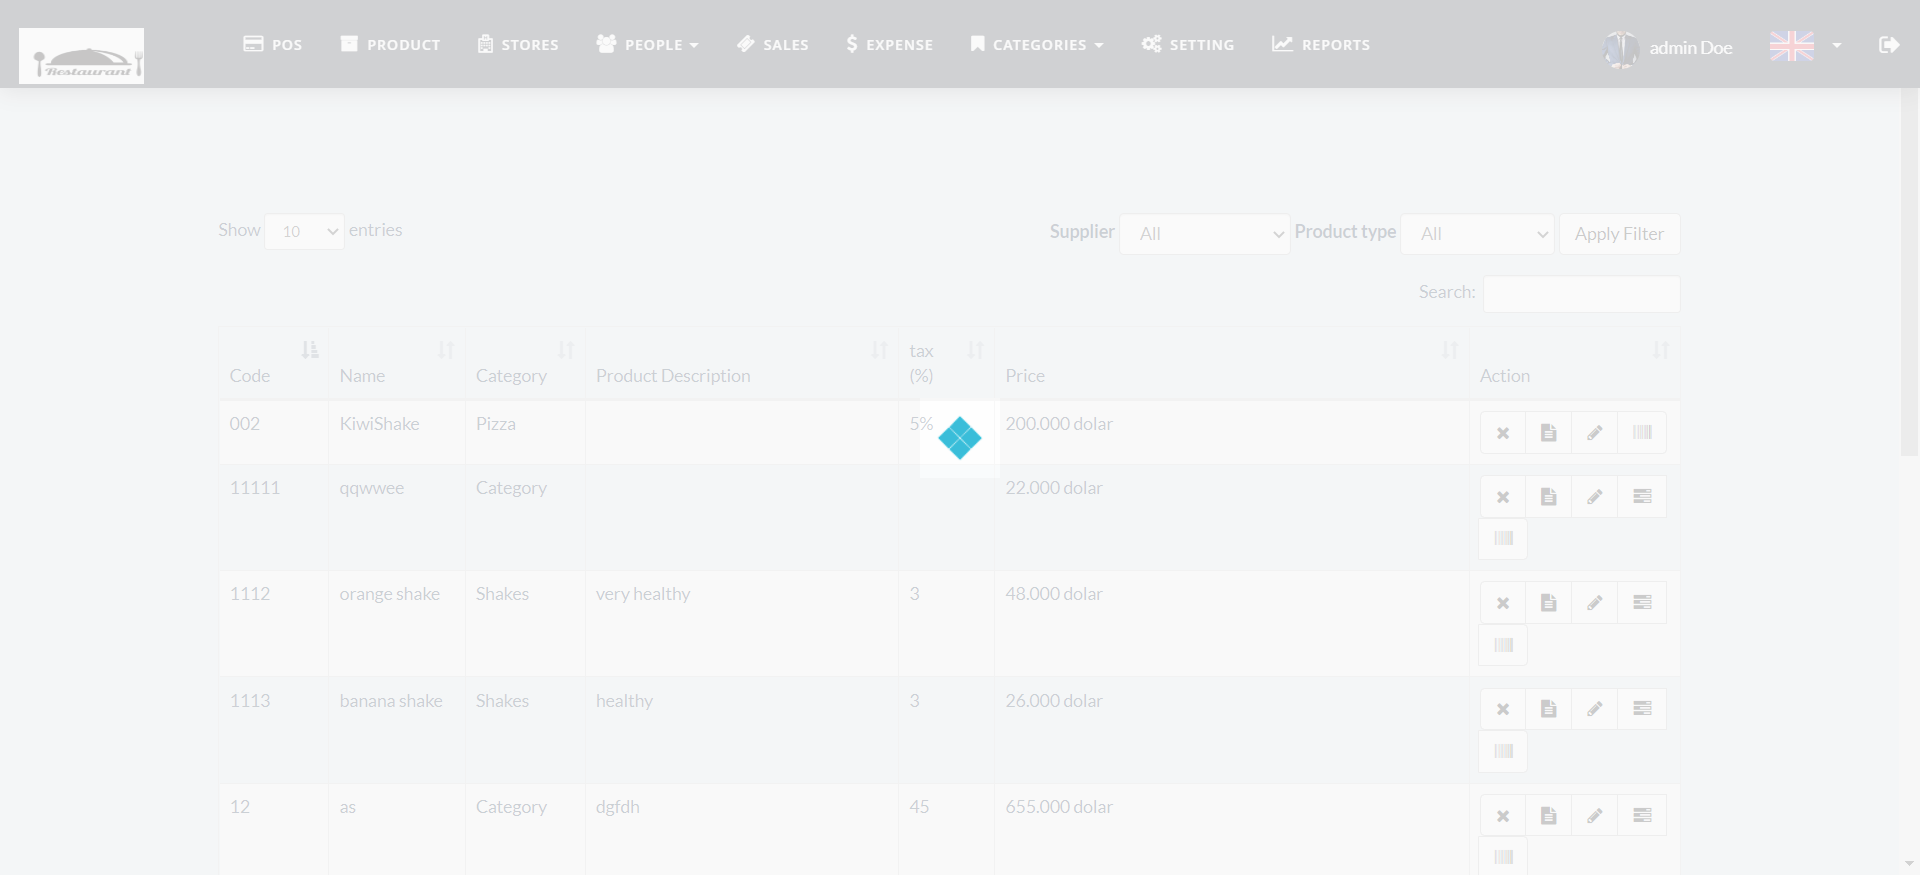 Restaurant
POS PRODUCT STORES PEOPLE SALES EXPENSE CATEGORIES SETTING REPORTS admin Doe
Show 10 entries
Supplier All Product type All Apply Filter
Search:
Code Name Category Product Description tax (%) Price Action
002 KiwiShake Pizza 5% 200.000 dolar
11111 qqwwee Category 22.000 dolar
1112 orange shake Shakes very healthy 3 48.000 dolar
1113 banana shake Shakes healthy 3 26.000 dolar
12 as Category dgfdh 45 655.000 dolar